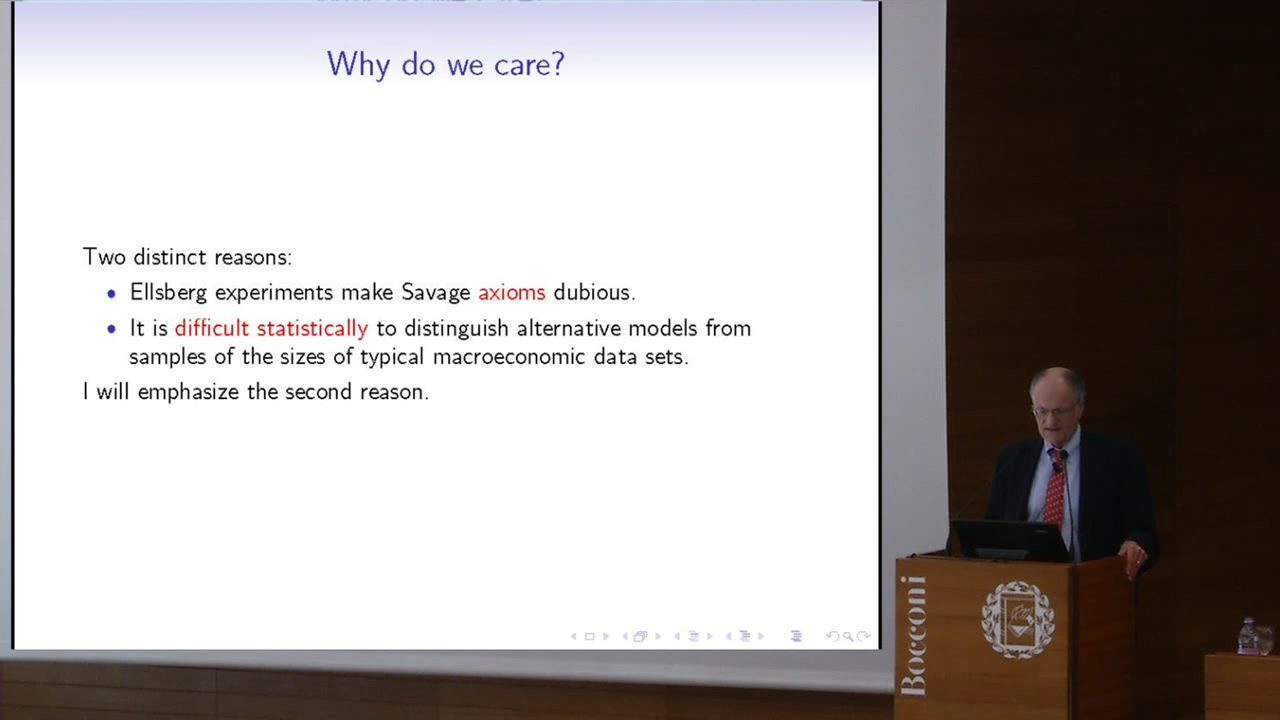 Why do we care?
Two distinct reasons:
• Ellsberg experiments make Savage axioms dubious.
• It is difficult statistically to distinguish alternative models from
samples of the sizes of typical macroeconomic data sets.
I will emphasize the second reason.
Bocconi